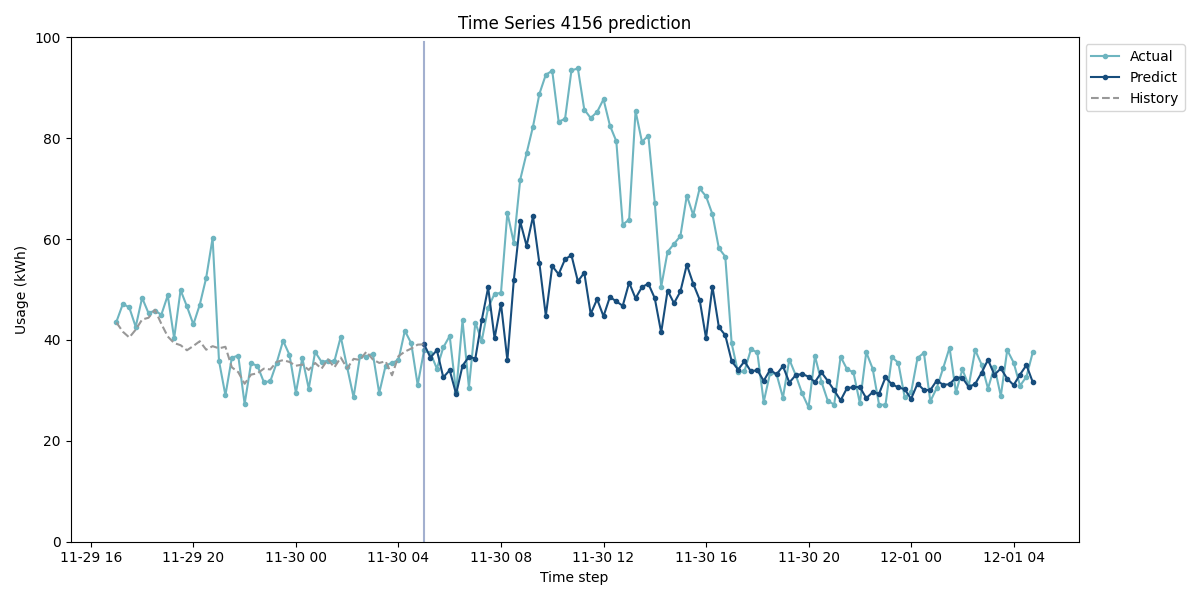 Time Series 4156 prediction
100
80
60
40
20
0
Usage (kWh)
11-29 16
11-29 20
11-30 00
11-30 04
11-30 08
11-30 12
11-30 16
11-30 20
12-01 00
12-01 04
Time step
Actual
Predict
History